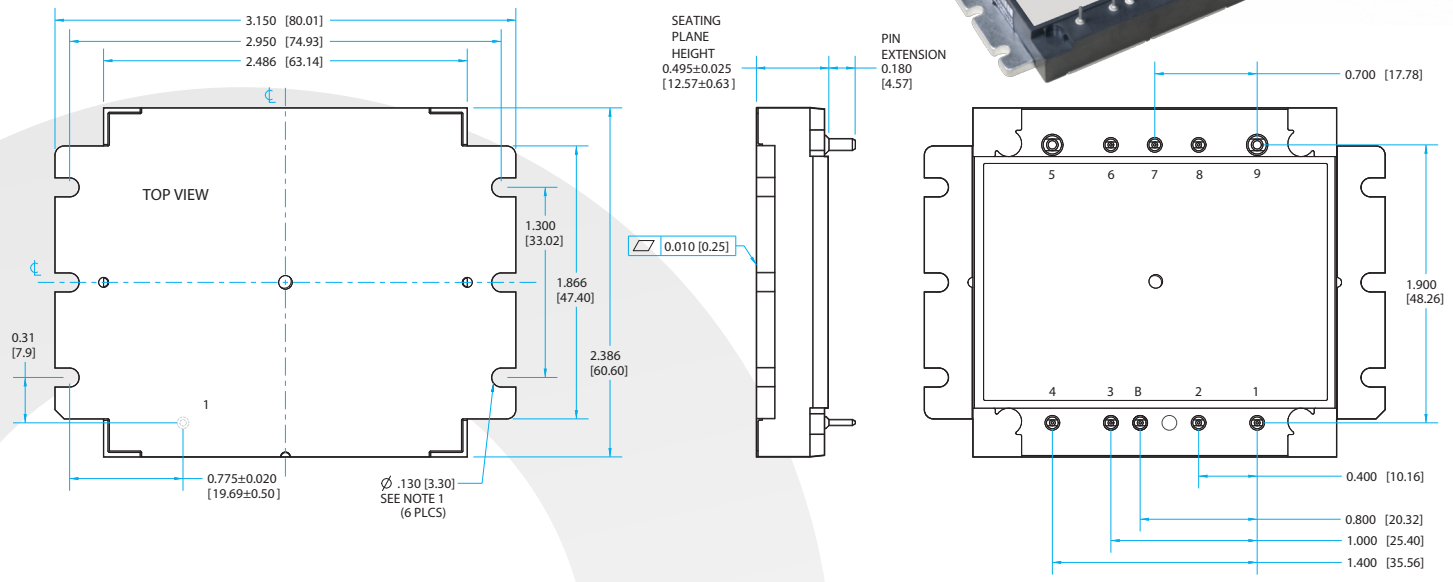 3.150 [80.01]
2.950 [74.93]
2.486 [63.14]
℄
TOP VIEW
1.300
[33.02]
℄
1.866
[47.40]
0.31
[7.9]
2.386
[60.60]
1
0.775±0.020
[19.69±0.50]
Ø .130 [3.30]
SEE NOTE 1
(6 PLCS)
SEATING
PLANE
HEIGHT
0.495±0.025
[12.57±0.63]
PIN
EXTENSION
0.180
[4.57]
⏥ 0.010 [0.25]
0.700 [17.78]
5 6 7 8 9
1.900
[48.26]
4 3 B 2 1
0.400 [10.16]
0.800 [20.32]
1.000 [25.40]
1.400 [35.56]